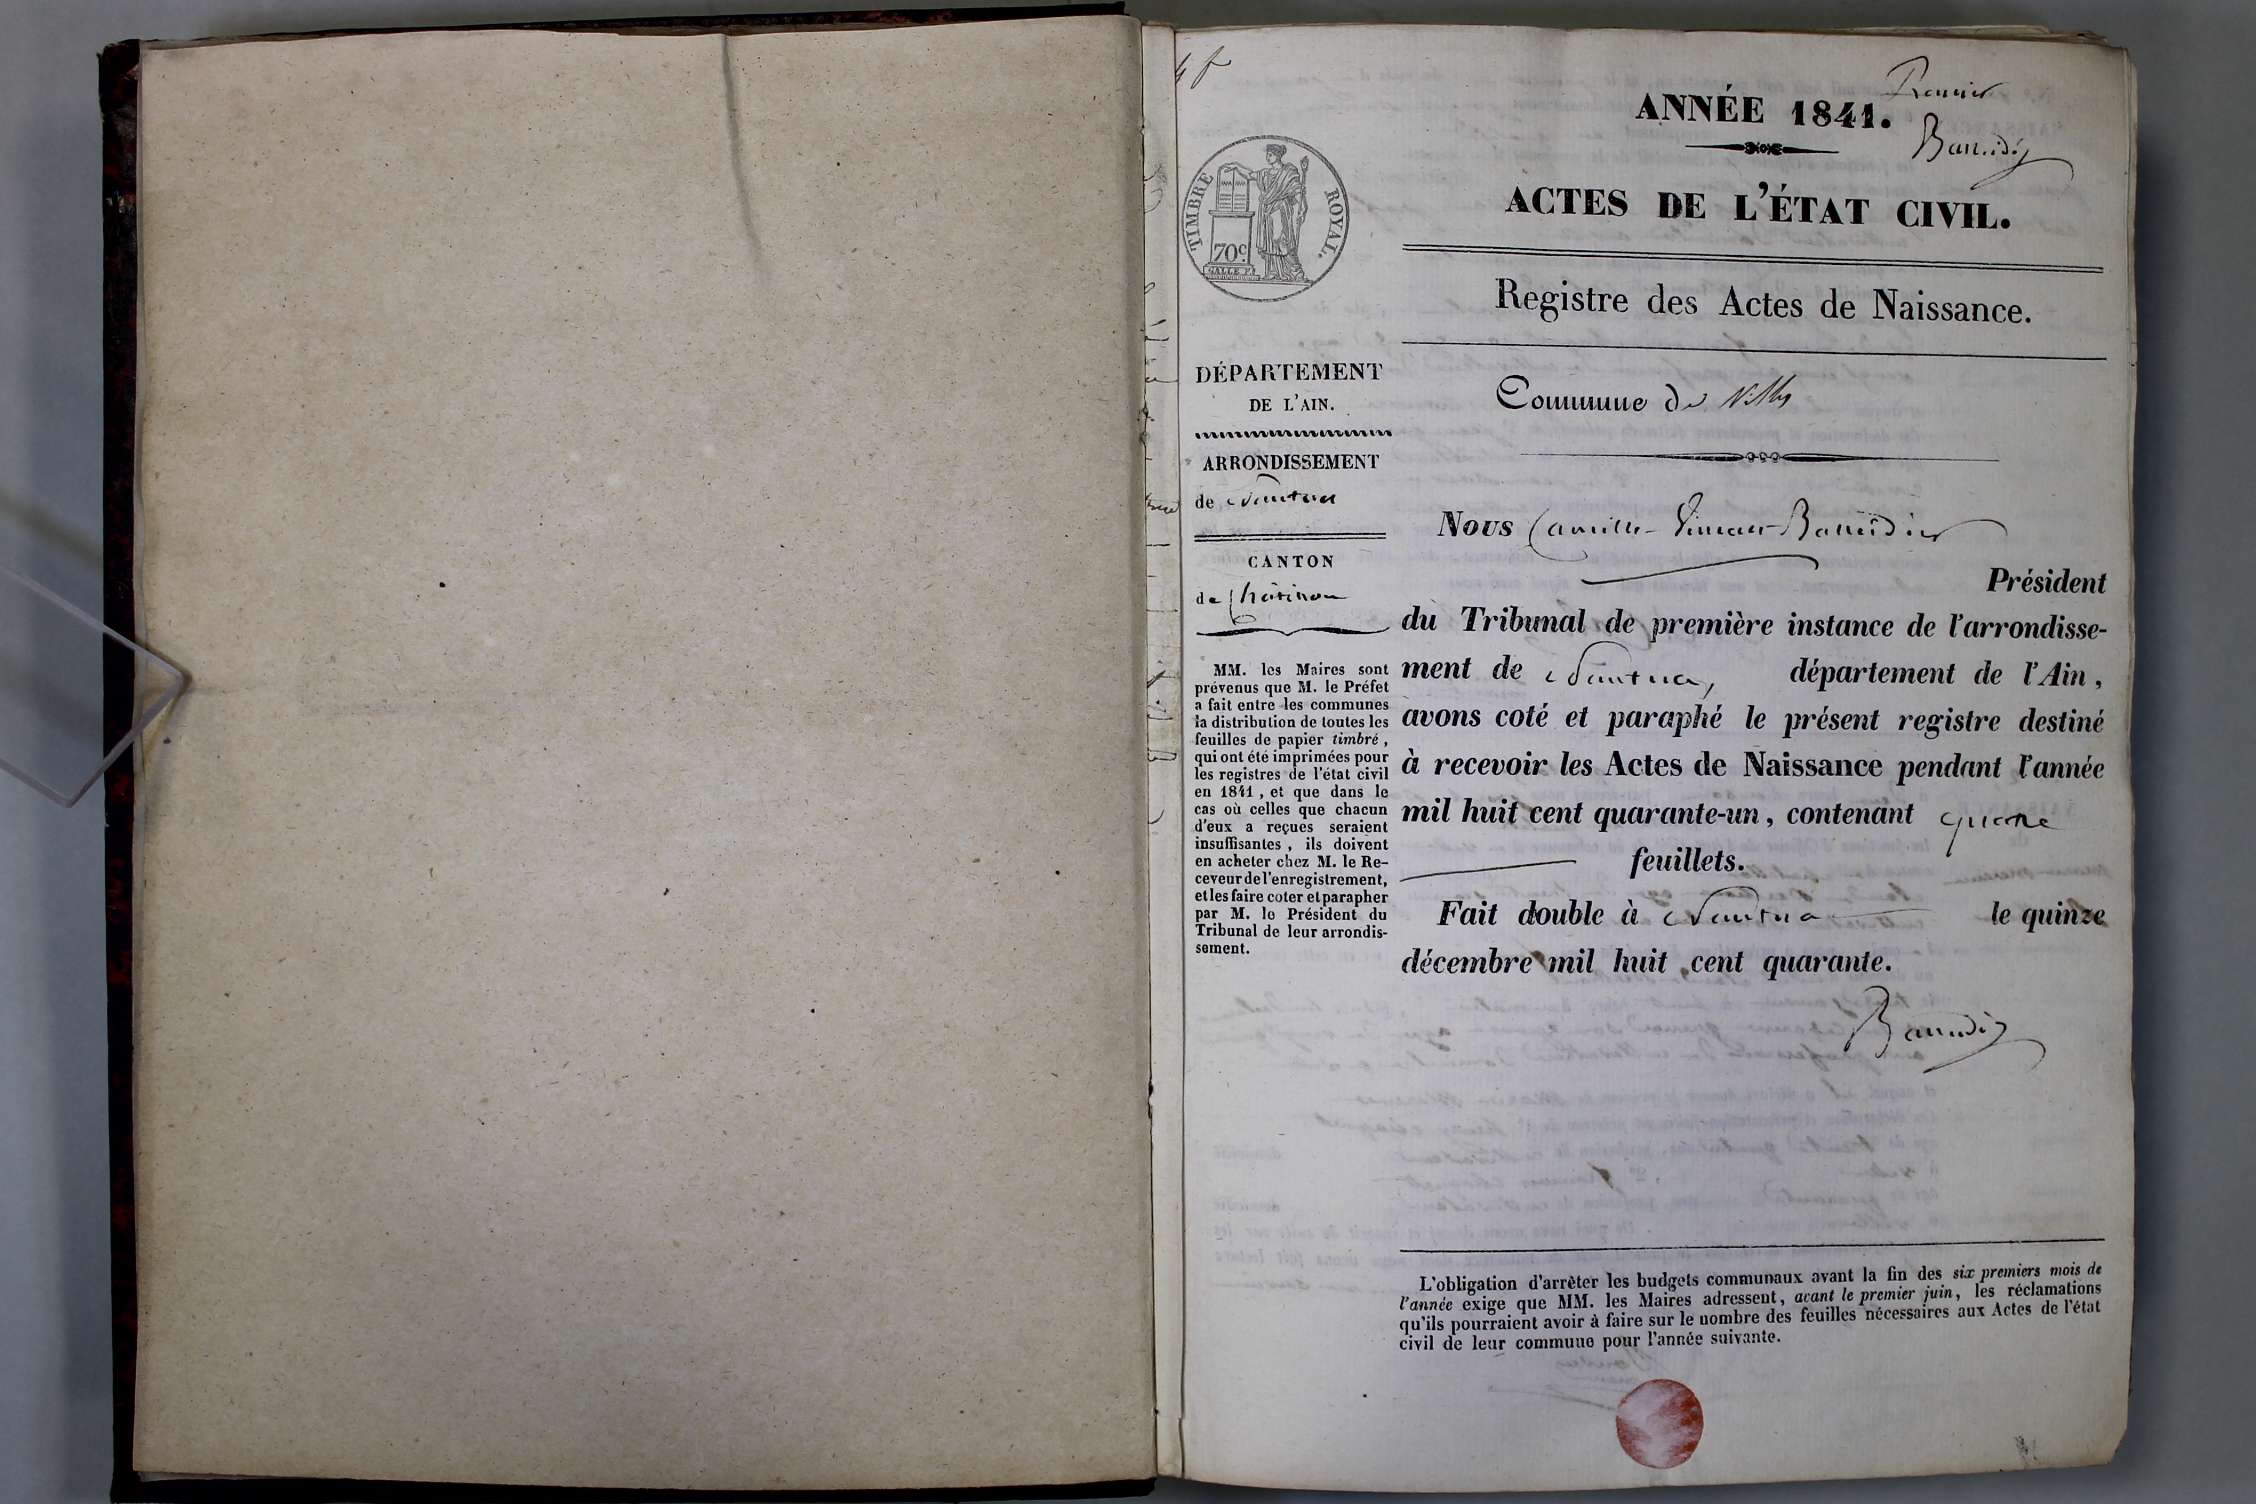 4 f
Premier
ANNÉE 1841.
ACTES DE L'ÉTAT CIVIL.
TIMBRE ROYAL.
70c.
Registre des Actes de Naissance.
DÉPARTEMENT
DE L'AIN.
ARRONDISSEMENT
de Nantua
CANTON
de Châtillon
MM. les Maires sont
prévenus que M. le Préfet
a fait entre les communes
la distribution de toutes les
feuilles de papier timbré,
qui ont été imprimées pour
les registres de l'état civil
en 1841, et que dans le
cas où celles que chacun
d'eux a reçues seraient
insuffisantes, ils doivent
en acheter chez M. le Re-
ceveur de l'enregistrement,
et les faire coter et parapher
par M. le Président du
Tribunal de leur arrondis-
sement.
Commune de Villes
Nous Camille
Président
du Tribunal de première instance de l'arrondisse-
ment de Nantua, département de l'Ain,
avons coté et paraphé le présent registre destiné
à recevoir les Actes de Naissance pendant l'année
mil huit cent quarante-un, contenant quatre
feuillets.
Fait double à Nantua le quinze
décembre mil huit cent quarante.
L'obligation d'arrêter les budgets communaux avant la fin des six premiers mois de
l'année exige que MM. les Maires adressent, avant le premier juin, les réclamations
qu'ils pourraient avoir à faire sur le nombre des feuilles nécessaires aux Actes de l'état
civil de leur commune pour l'année suivante.